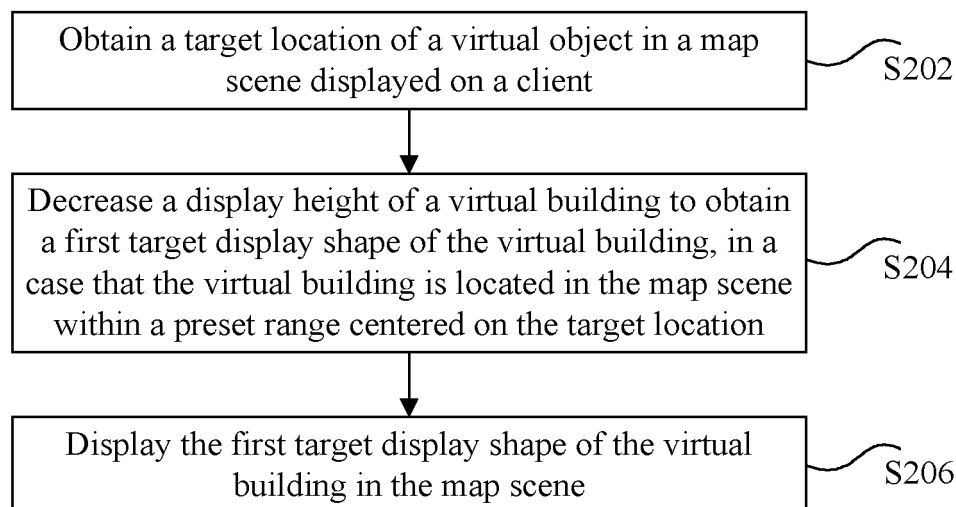 Obtain a target location of a virtual object in a map
scene displayed on a client
S202
Decrease a display height of a virtual building to obtain
a first target display shape of the virtual building, in a
case that the virtual building is located in the map scene
within a preset range centered on the target location
S204
Display the first target display shape of the virtual
building in the map scene
S206